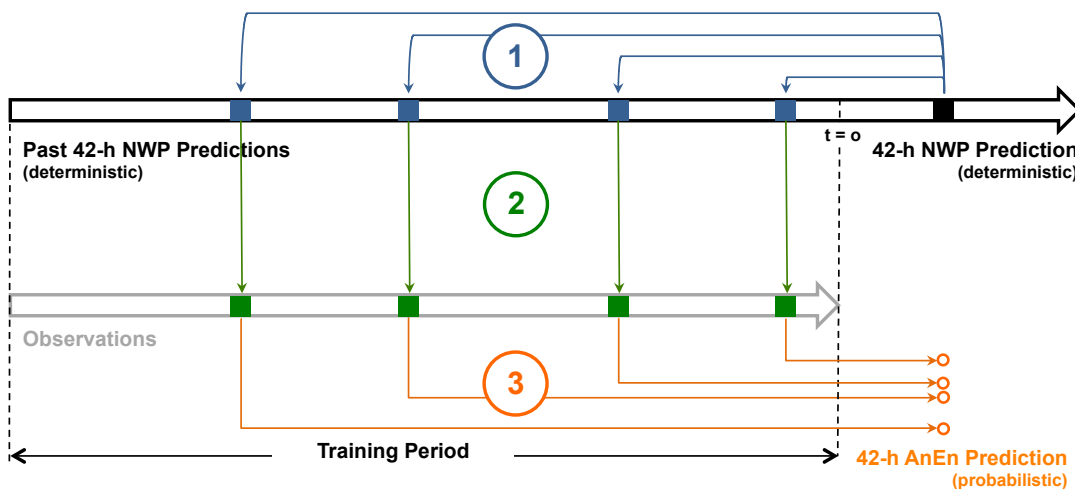 1
t = o
Past 42-h NWP Predictions
(deterministic)
42-h NWP Prediction
(deterministic)
2
Observations
3
Training Period
42-h AnEn Prediction
(probabilistic)